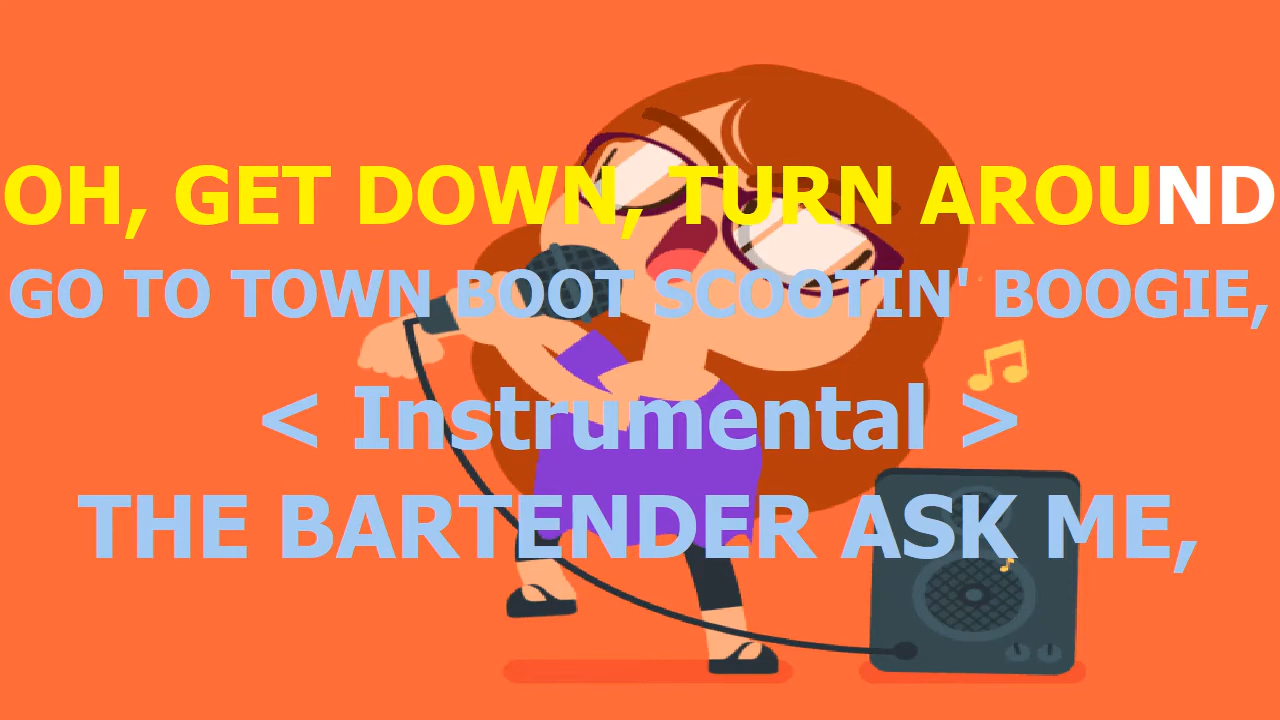 OH, GET DOWN, TURN AROUND
GO TO TOWN BOOT SCOOTIN' BOOGIE,
< Instrumental >
THE BARTENDER ASK ME,